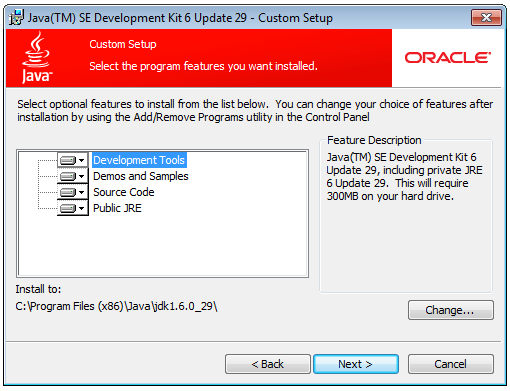 Java(TM) SE Development Kit 6 Update 29 - Custom Setup
Custom Setup
Select the program features you want installed.
Java
ORACLE
Select optional features to install from the list below. You can change your choice of features after
installation by using the Add/Remove Programs utility in the Control Panel
Development Tools
Demos and Samples
Source Code
Public JRE
Feature Description
Java(TM) SE Development Kit 6
Update 29, including private JRE
6 Update 29. This will require
300MB on your hard drive.
Install to:
C:\Program Files (x86)\Java\jdk1.6.0_29\
Change...
< Back
Next >
Cancel